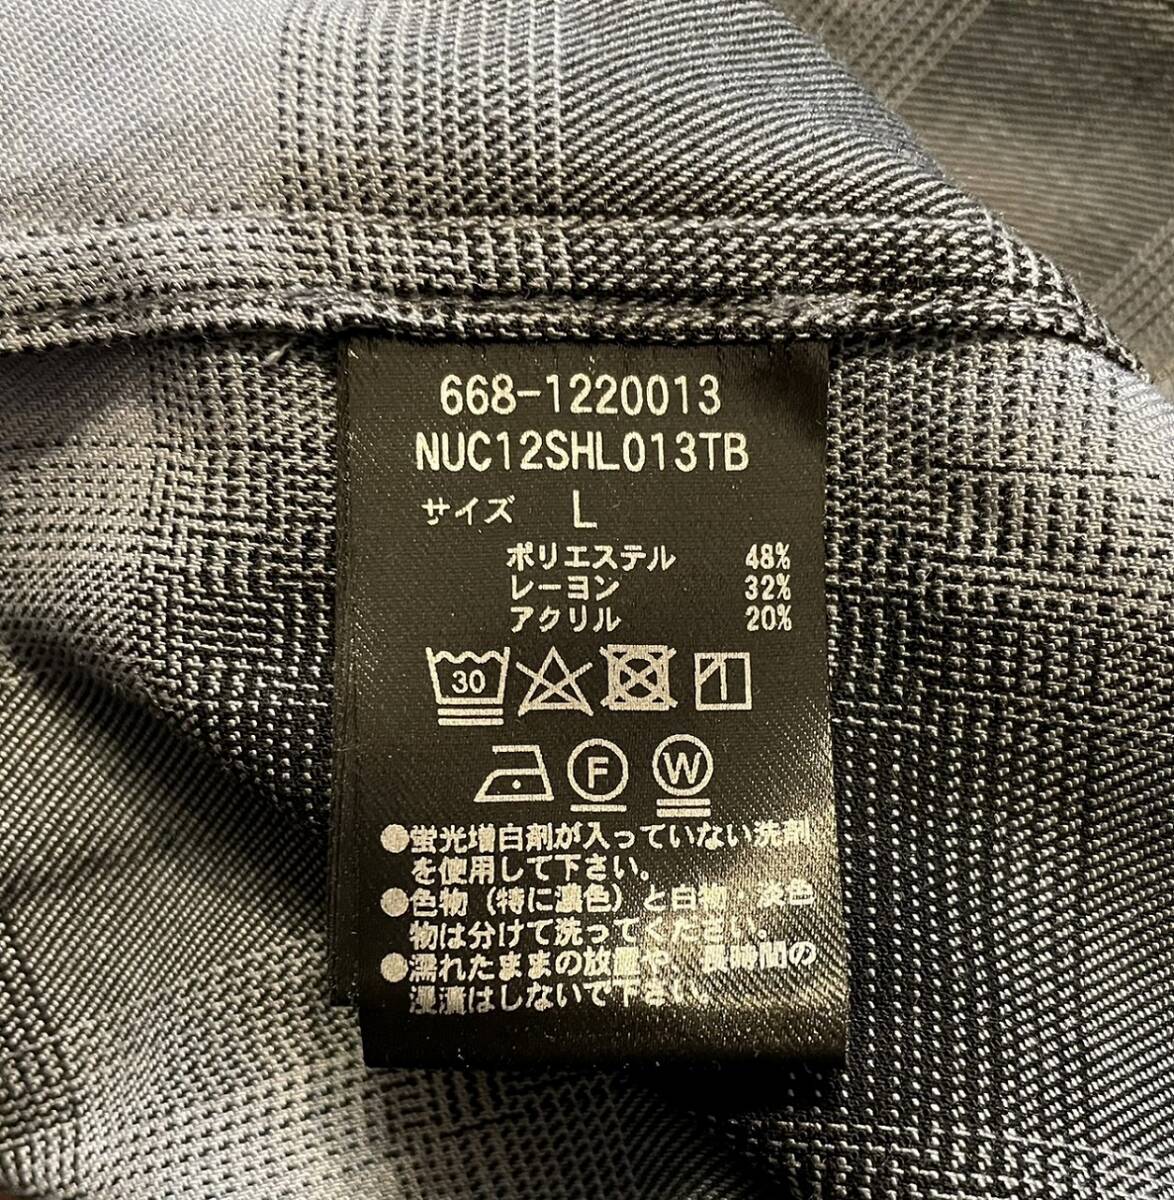 668-1220013
NUC12SHL013TB
サイズ L
ポリエステル 48%
レーヨン 32%
アクリル 20%
30
F W
●蛍光増白剤が入っていない洗剤
を使用して下さい。
●色物(特に濃色)と白物・淡色
物は分けて洗ってください。
●濡れたままの放置や、長時間の
浸漬はしないで下さい。